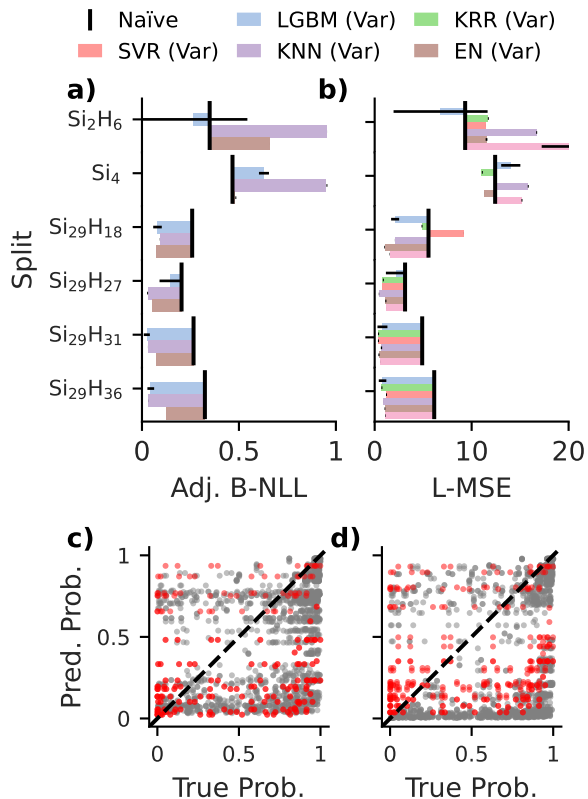 Naïve LGBM (Var) KRR (Var)
SVR (Var) KNN (Var) EN (Var)
a) b)
Si₂H₆
Si₄
Si₂₉H₁₈
Si₂₉H₂₇
Si₂₉H₃₁
Si₂₉H₃₆
Split
0 0.5 1 0 10 20
Adj. B-NLL L-MSE
c) d)
1
0.5
0
Pred. Prob.
0 0.5 1 0 0.5 1
True Prob. True Prob.